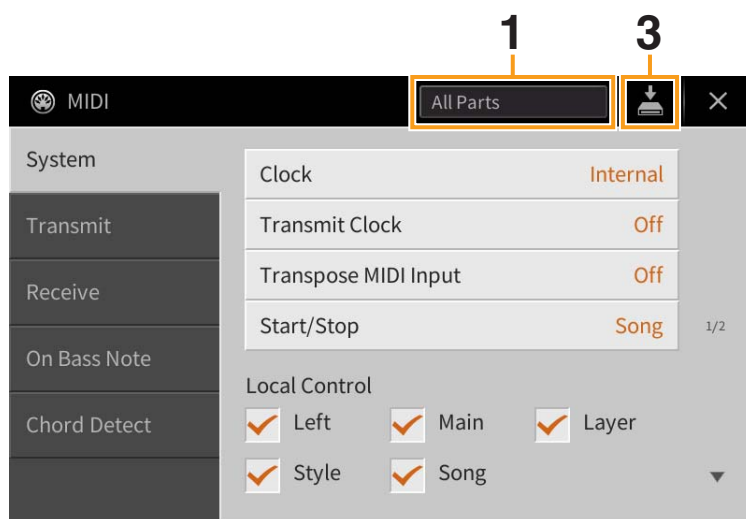 1 3
MIDI All Parts
System
Clock Internal
Transmit
Transmit Clock Off
Transpose MIDI Input Off
Receive
Start/Stop Song
1/2
On Bass Note
Local Control
Chord Detect
Left Main Layer
Style Song